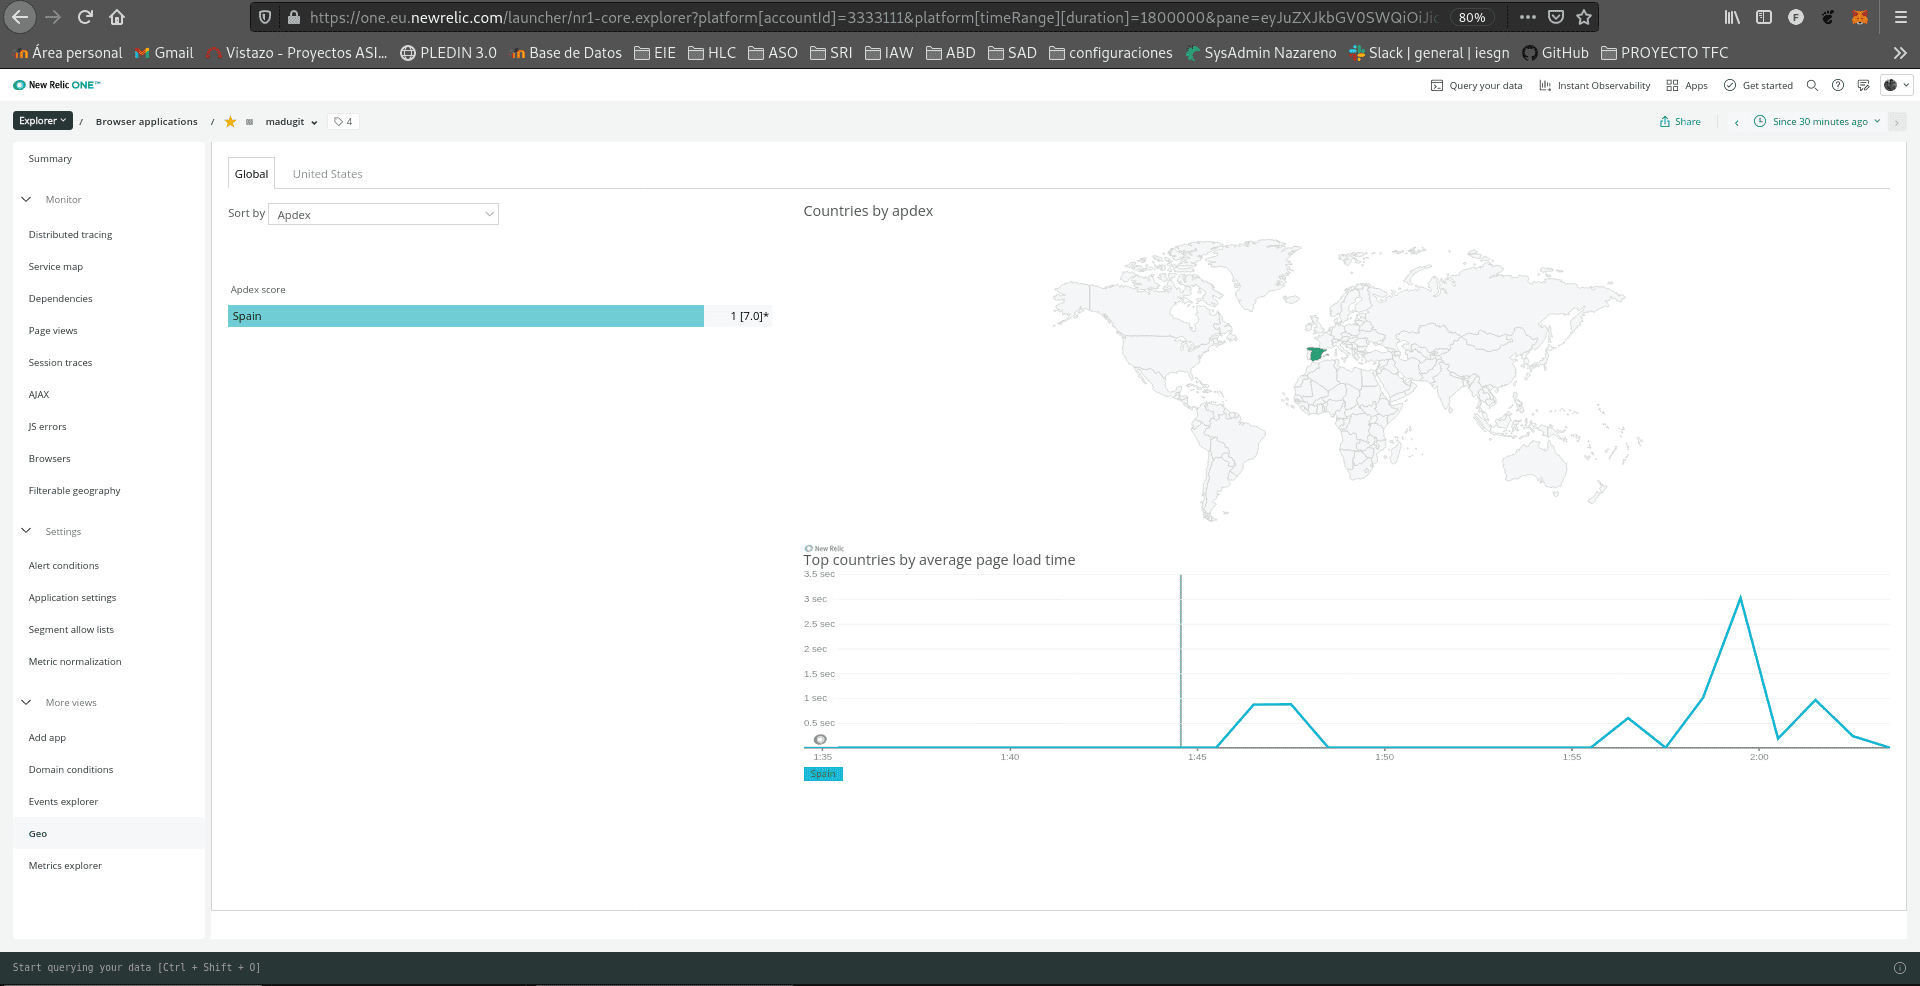 https://one.eu.newrelic.com/launcher/nr1-core.explorer?platform[accountId]=3333111&platform[timeRange][duration]=1800000&pane=eyJuZXJkbGV0SWQiOiJic 80%
Área personal Gmail Vistazo - Proyectos ASI... PLEDIN 3.0 Base de Datos EIE HLC ASO SRI IAW ABD SAD configuraciones SysAdmin Nazareno Slack | general | iesgn GitHub PROYECTO TFC
New Relic ONE™ Query your data Instant Observability Apps Get started
Explorer / Browser applications / madugit 4 Share Since 30 minutes ago
Summary
Monitor
Distributed tracing
Service map
Dependencies
Page views
Session traces
AJAX
JS errors
Browsers
Filterable geography
Settings
Alert conditions
Application settings
Segment allow lists
Metric normalization
More views
Add app
Domain conditions
Events explorer
Geo
Metrics explorer
Global United States
Sort by Apdex
Apdex score
Spain 1 [7.0]*
Countries by apdex
New Relic
Top countries by average page load time
3.5 sec
3 sec
2.5 sec
2 sec
1.5 sec
1 sec
0.5 sec
1:35 1:40 1:45 1:50 1:55 2:00
Spain
Start querying your data [Ctrl + Shift + O]